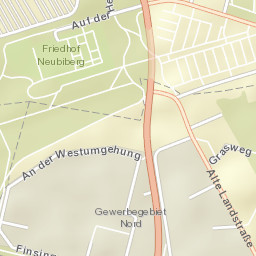 Auf der He
Friedhof
Neubiberg
An der Westumgehung
Grasweg
Alte Landstraße
Gewerbegebiet
Nord
Finsing